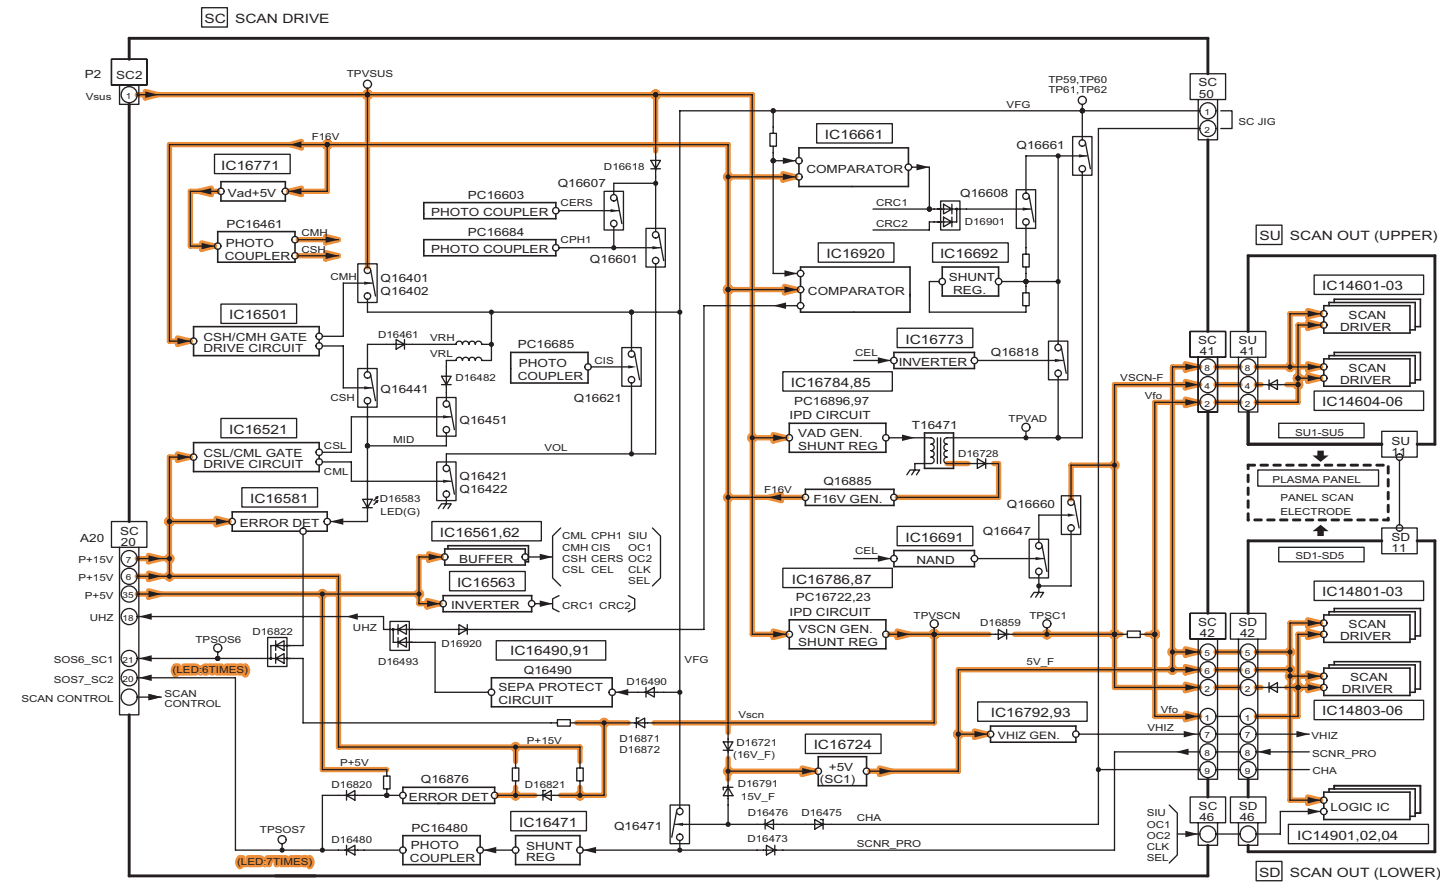 SC SCAN DRIVE
P2
SC2
Vsus
1
TPVSUS
TP59,TP60
TP61,TP62
VFG
SC
50
1
2
SC JIG
F16V
IC16771
Vad+5V
PC16461
PHOTO
COUPLER
CMH
CSH
D16618
Q16607
PC16603
PHOTO COUPLER
CERS
PC16684
PHOTO COUPLER
CPH1
Q16601
IC16661
COMPARATOR
Q16661
Q16608
CRC1
CRC2
D16901
CMH
Q16401
Q16402
IC16920
COMPARATOR
IC16692
SHUNT
REG.
SU SCAN OUT (UPPER)
IC14601-03
SCAN
DRIVER
IC16501
CSH/CMH GATE
DRIVE CIRCUIT
D16461
VRH
VRL
D16482
PC16685
PHOTO
COUPLER
CIS
Q16621
CSH
Q16441
Q16451
IC16773
CEL
INVERTER
Q16818
SC
41
SU
41
8
4
2
8
4
2
VSCN-F
Vfo
SCAN
DRIVER
IC14604-06
SU1-SU5
SU
11
IC16784,85
PC16896,97
IPD CIRCUIT
VAD GEN.
SHUNT REG
T16471
TPVAD
D16728
IC16521
CSL/CML GATE
DRIVE CIRCUIT
CSL
CML
MID
VOL
Q16421
Q16422
PLASMA PANEL
PANEL SCAN
ELECTRODE
F16V
Q16885
F16V GEN.
IC16581
ERROR DET
D16583
LED(G)
Q16660
Q16647
SD
11
SD1-SD5
A20
SC
20
P+15V
7
P+15V
6
P+5V
35
UHZ
18
IC16561,62
BUFFER
CML CPH1 SIU
CMH CIS OC1
CSH CERS OC2
CSL CEL CLK
SEL
IC16563
INVERTER
CRC1 CRC2
IC16691
CEL
NAND
IC16786,87
PC16722,23
IPD CIRCUIT
VSCN GEN.
SHUNT REG
TPVSCN
D16859
TPSC1
IC14801-03
SCAN
DRIVER
SC
42
SD
42
5
6
2
1
7
8
9
5
6
2
1
7
8
9
SCAN
DRIVER
IC14803-06
UHZ
D16920
D16493
TPSOS6
D16822
SOS6_SC1
21
(LED:6TIMES)
SOS7_SC2
20
SCAN CONTROL
SCAN
CONTROL
IC16490,91
Q16490
SEPA PROTECT
CIRCUIT
D16490
VFG
5V_F
Vscn
D16871
D16872
IC16792,93
VHIZ GEN.
Vfo
VHIZ
VHIZ
SCNR_PRO
CHA
P+15V
P+5V
D16721
(16V_F)
IC16724
+5V
(SC1)
D16820
Q16876
ERROR DET
D16821
D16791
15V_F
TPSOS7
D16480
(LED:7TIMES)
PC16480
PHOTO
COUPLER
IC16471
SHUNT
REG
Q16471
D16476
D16475
CHA
D16473
SCNR_PRO
SIU
OC1
OC2
CLK
SEL
SC
46
SD
46
LOGIC IC
IC14901,02,04
SD SCAN OUT (LOWER)